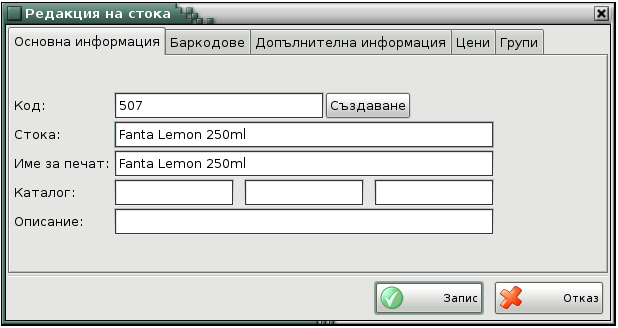 Редакция на стока
Основна информация Баркодове Допълнителна информация Цени Групи
Код: 507 Създаване
Стока: Fanta Lemon 250ml
Име за печат: Fanta Lemon 250ml
Каталог:
Описание:
Запис Отказ